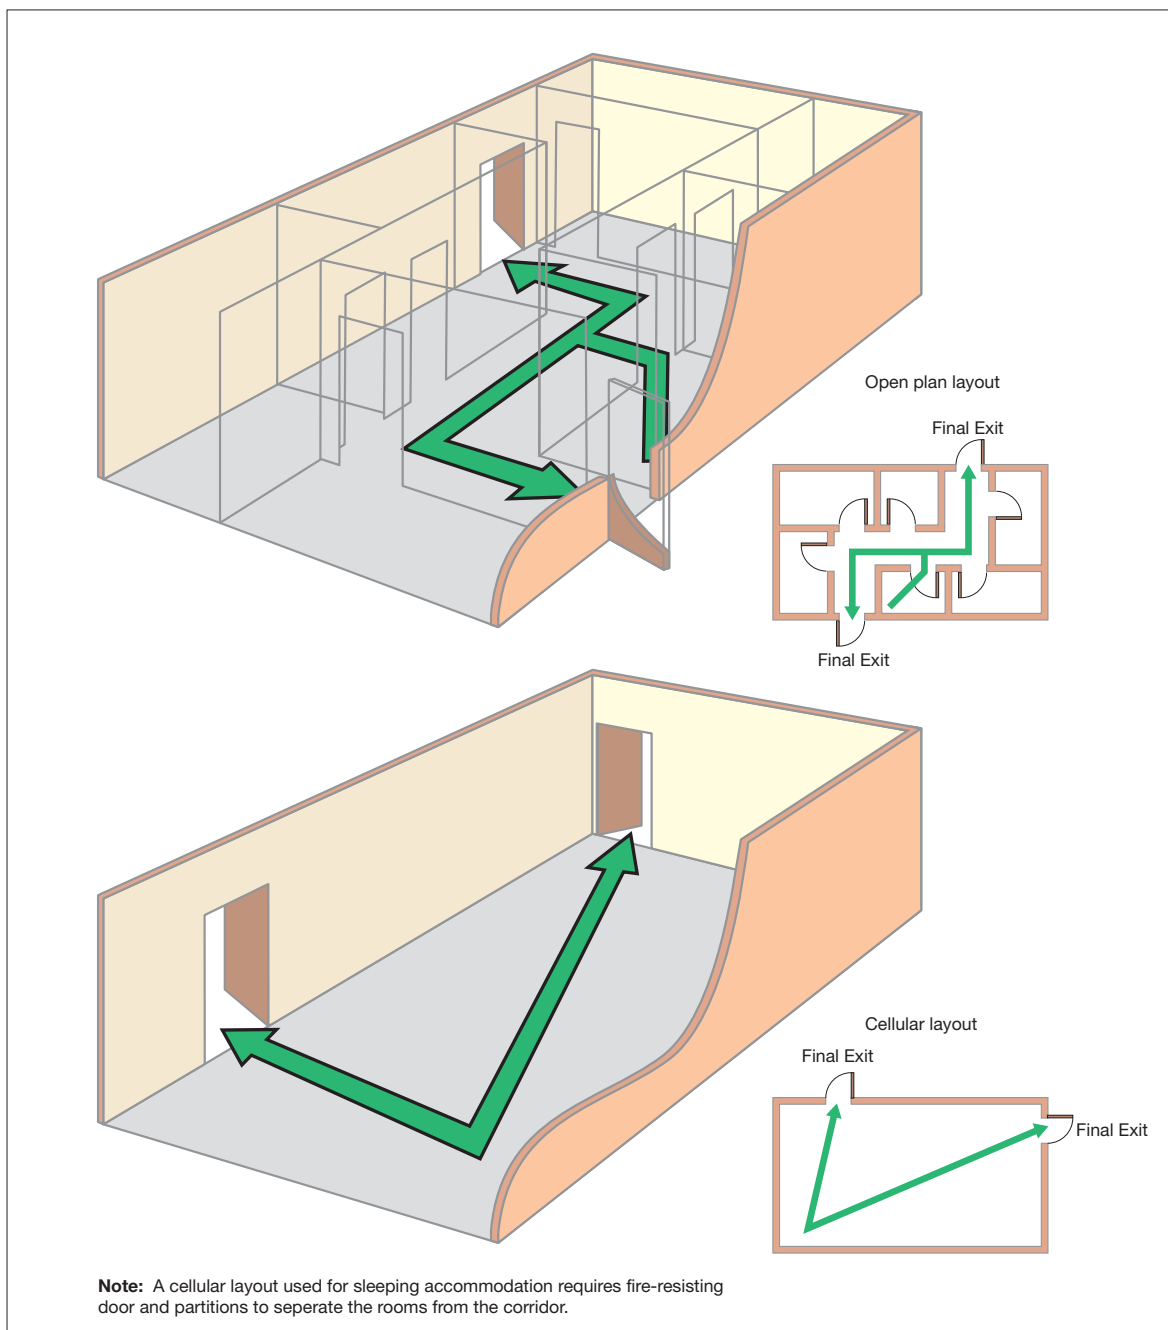 Open plan layout
Final Exit
Final Exit
Cellular layout
Final Exit
Final Exit
Note: A cellular layout used for sleeping accommodation requires fire-resisting
door and partitions to seperate the rooms from the corridor.